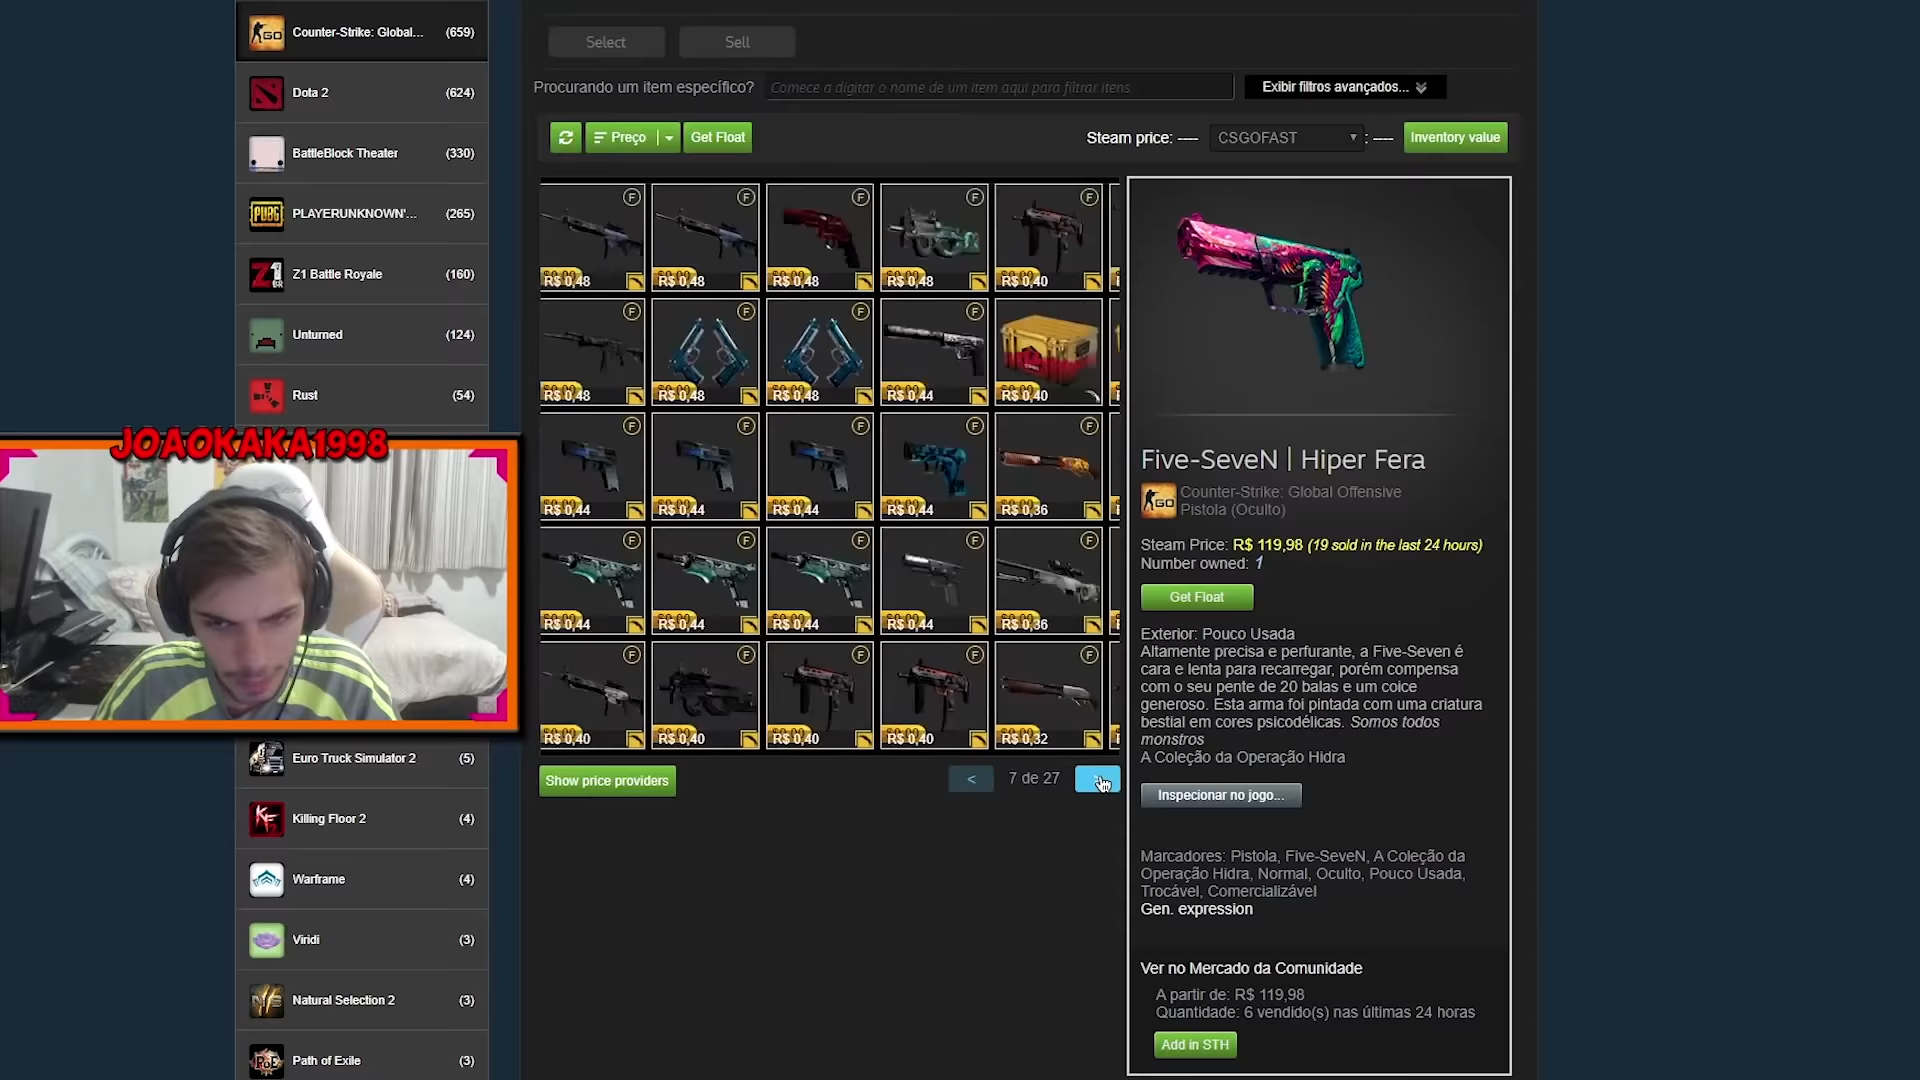 Counter-Strike: Global... (659)
Dota 2 (624)
BattleBlock Theater (330)
PLAYERUNKNOWN'... (265)
Z1 Battle Royale (160)
Unturned (124)
Rust (54)
JOAOKAKA1998
Euro Truck Simulator 2 (5)
Killing Floor 2 (4)
Warframe (4)
Viridi (3)
Natural Selection 2 (3)
Path of Exile (3)
Select Sell
Procurando um item específico? Comece a digitar o nome de um item aqui para filtrar itens Exibir filtros avançados...
Preço Get Float Steam price: ---- CSGOFAST : ---- Inventory value
F F F F F
R$ 0,48 R$ 0,48 R$ 0,48 R$ 0,48 R$ 0,40
F F F F
R$ 0,48 R$ 0,48 R$ 0,48 R$ 0,44 R$ 0,40
F F F F F
R$ 0,44 R$ 0,44 R$ 0,44 R$ 0,44 R$ 0,36
F F F F F
R$ 0,44 R$ 0,44 R$ 0,44 R$ 0,44 R$ 0,36
F F F F F
R$ 0,40 R$ 0,40 R$ 0,40 R$ 0,40 R$ 0,32
Show price providers < 7 de 27
Five-SeveN | Hiper Fera
GO Counter-Strike: Global Offensive
Pistola (Oculto)
Steam Price: R$ 119,98 (19 sold in the last 24 hours)
Number owned: 1
Get Float
Exterior: Pouco Usada
Altamente precisa e perfurante, a Five-Seven é
cara e lenta para recarregar, porém compensa
com o seu pente de 20 balas e um coice
generoso. Esta arma foi pintada com uma criatura
bestial em cores psicodélicas. Somos todos
monstros
A Coleção da Operação Hidra
Inspecionar no jogo...
Marcadores: Pistola, Five-SeveN, A Coleção da
Operação Hidra, Normal, Oculto, Pouco Usada,
Trocável, Comercializável
Gen. expression
Ver no Mercado da Comunidade
A partir de: R$ 119,98
Quantidade: 6 vendido(s) nas últimas 24 horas
Add in STH